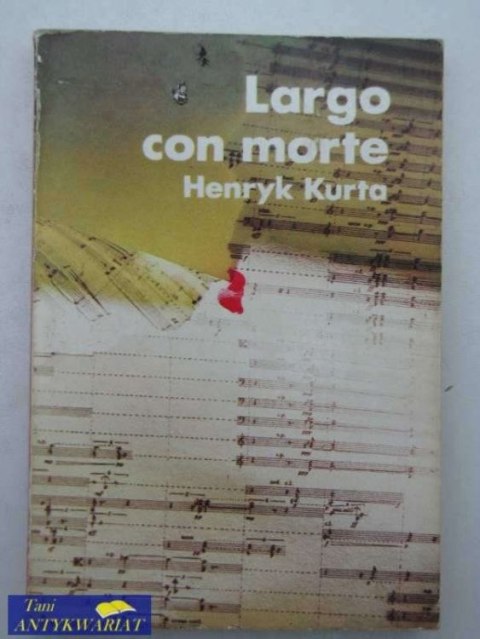 Largo
con morte
Henryk Kurta
Tani
ANTYKWARIAT